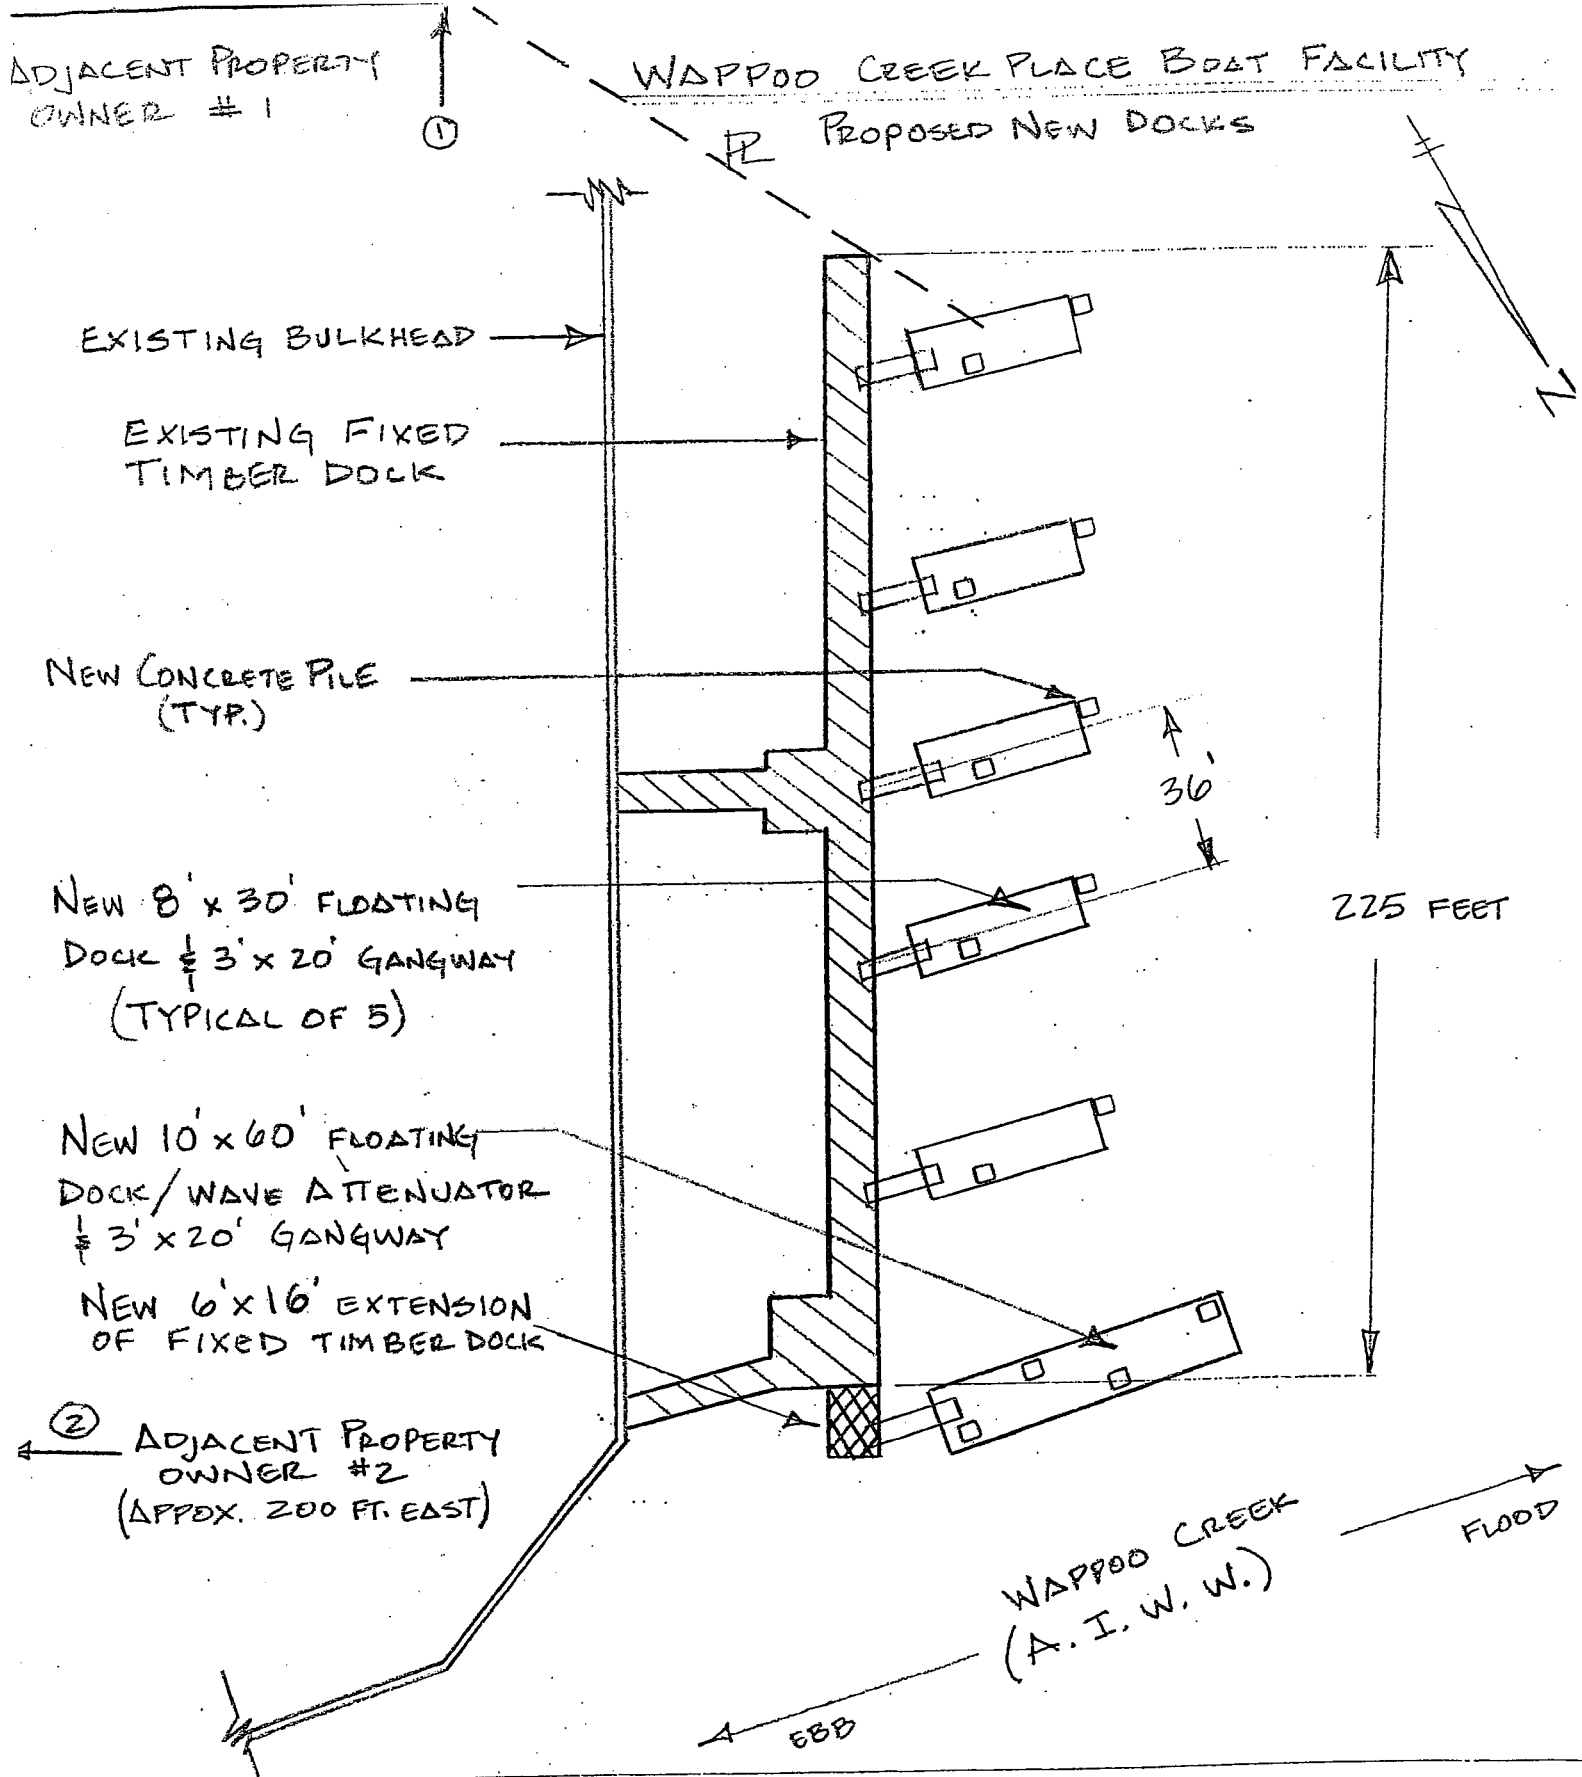 ADJACENT PROPERTY
OWNER # 1
①
WAPPOO CREEK PLACE BOAT FACILITY
PROPOSED NEW DOCKS
PL
N
EXISTING BULKHEAD
EXISTING FIXED
TIMBER DOCK
NEW CONCRETE PILE
(TYP.)
36'
NEW 8' x 30' FLOATING
DOCK & 3' x 20' GANGWAY
(TYPICAL OF 5)
225 FEET
NEW 10' x 60' FLOATING
DOCK/WAVE ATTENUATOR
& 3' x 20' GANGWAY
NEW 6' x 16' EXTENSION
OF FIXED TIMBER DOCK
②
ADJACENT PROPERTY
OWNER #2
(APPOX. 200 FT. EAST)
WAPPOO CREEK
(A. I. W. W.)
FLOOD
EBB